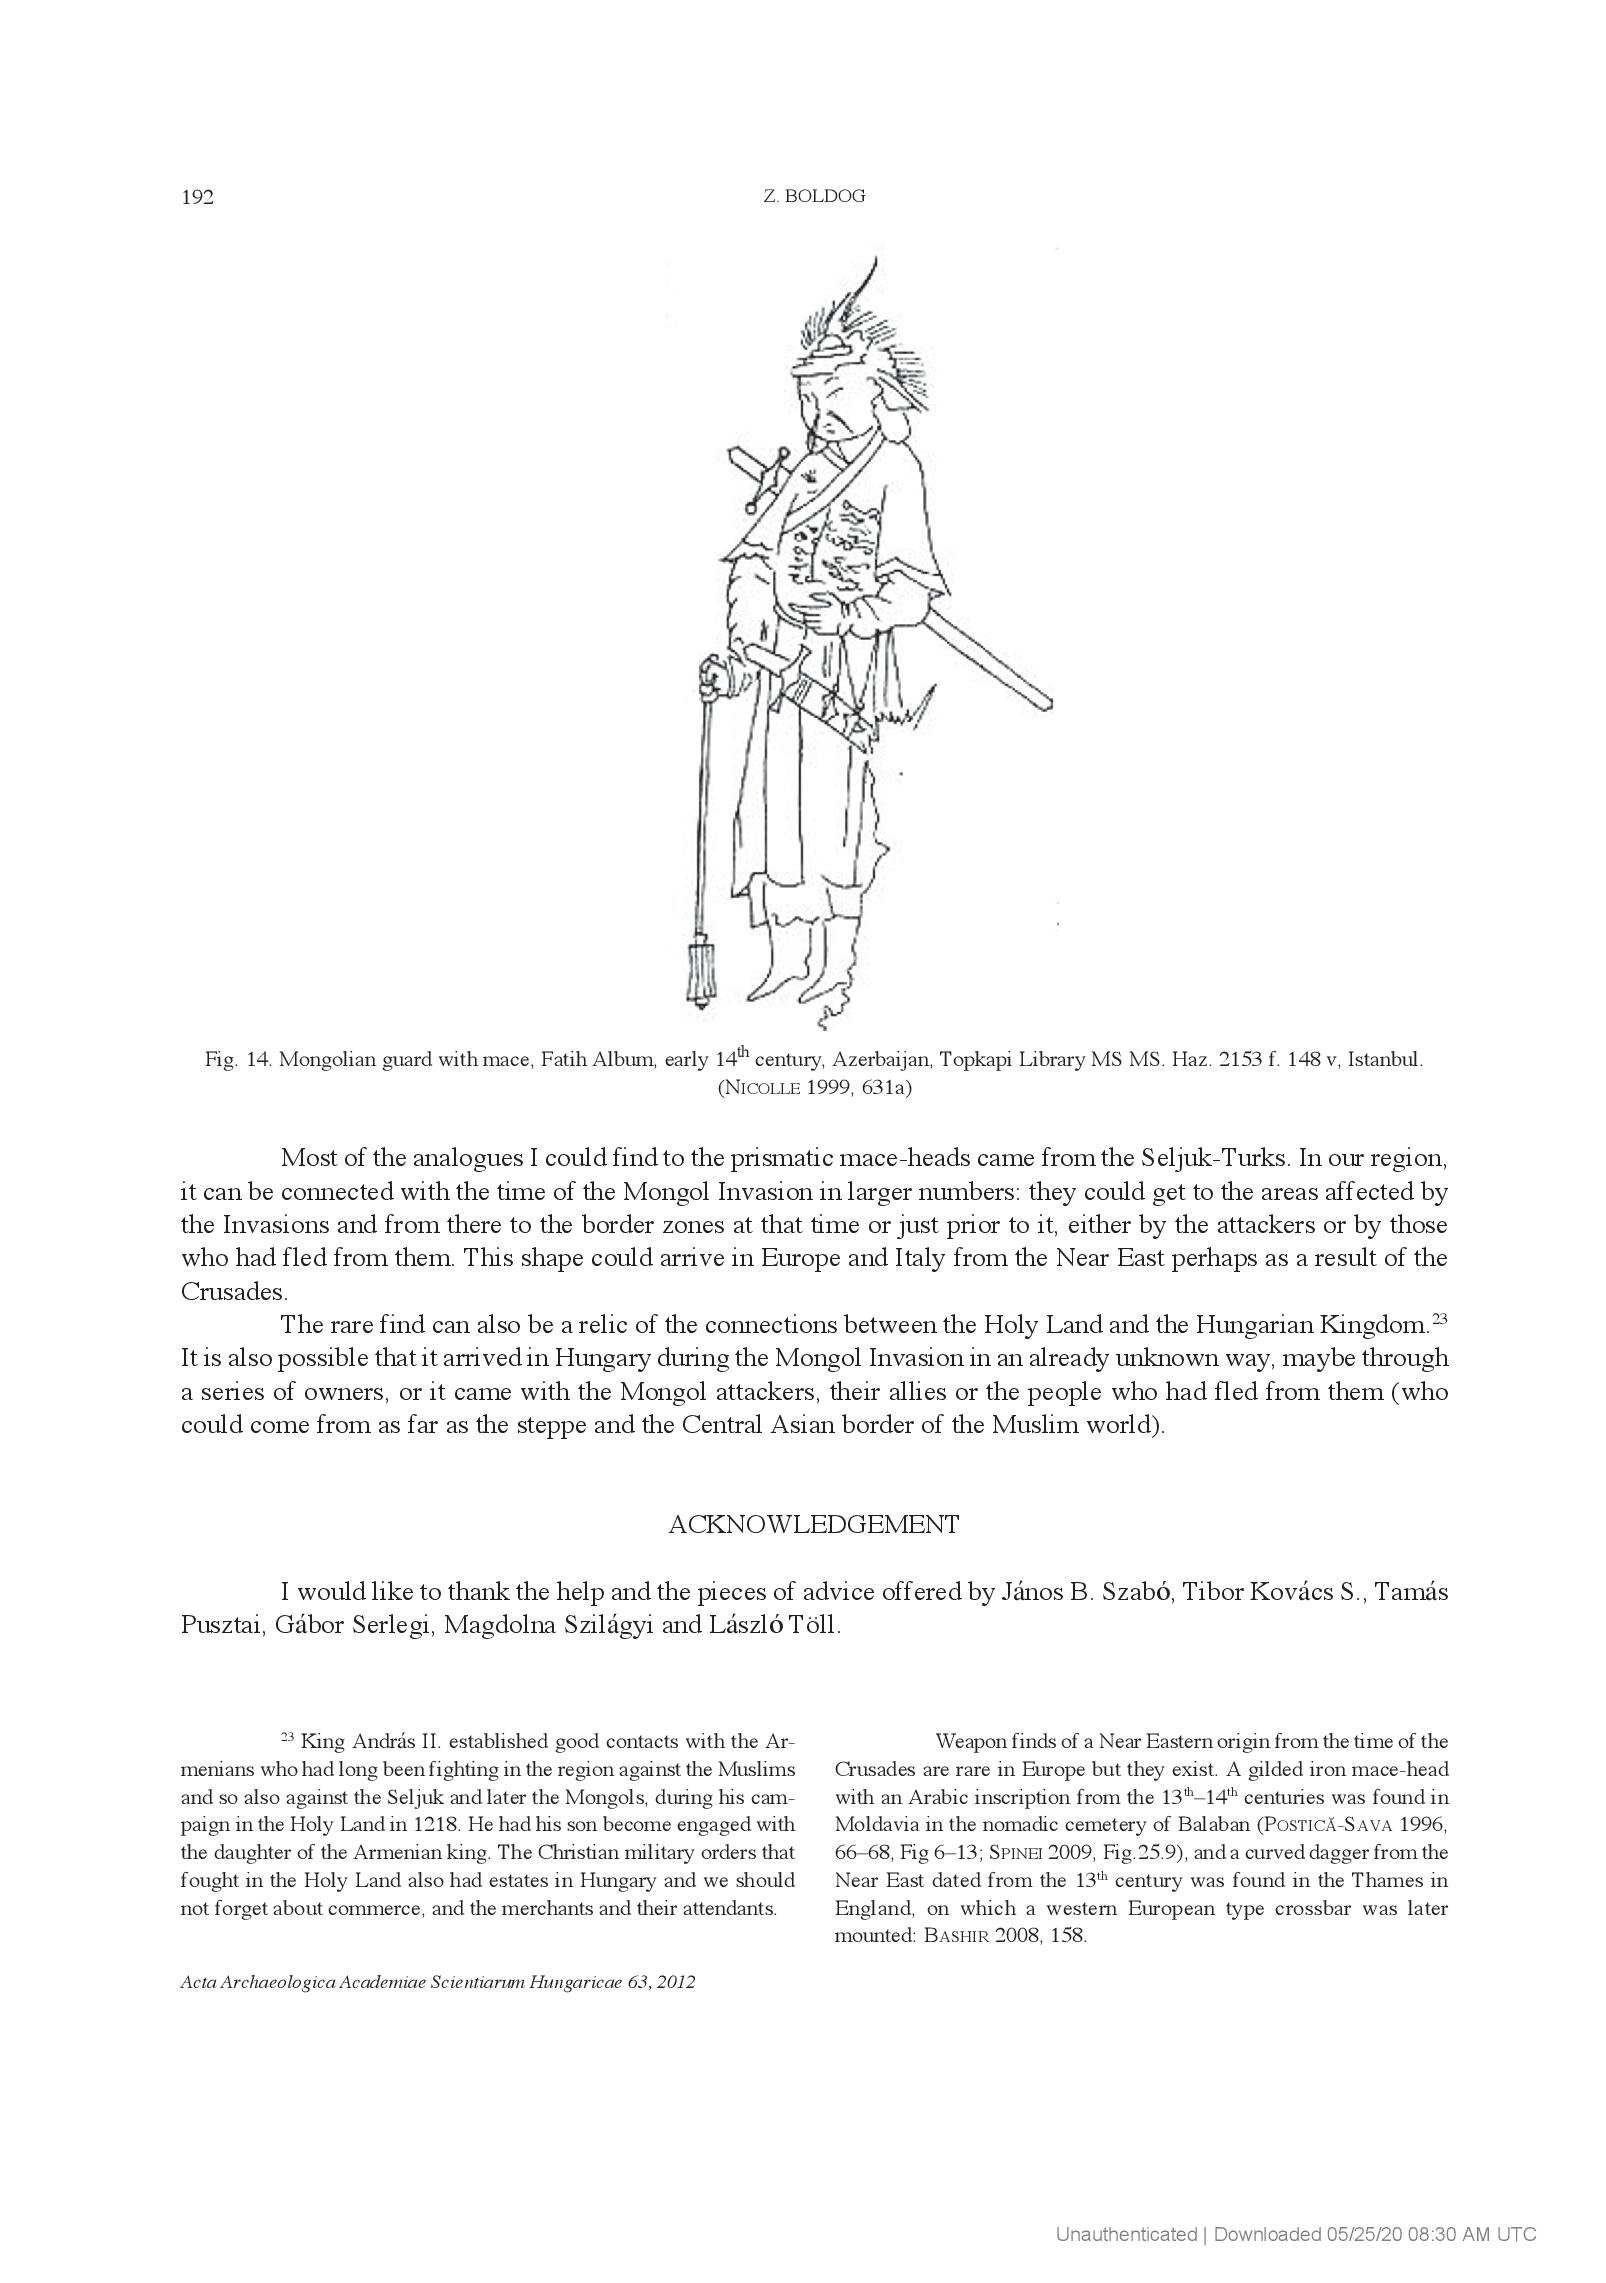 192
Z. BOLDOG
Fig. 14. Mongolian guard with mace, Fatih Album, early 14th century, Azerbaijan, Topkapi Library MS MS. Haz. 2153 f. 148 v, Istanbul.
(NICOLLE 1999, 631a)
Most of the analogues I could find to the prismatic mace-heads came from the Seljuk-Turks. In our region,
it can be connected with the time of the Mongol Invasion in larger numbers: they could get to the areas affected by
the Invasions and from there to the border zones at that time or just prior to it, either by the attackers or by those
who had fled from them. This shape could arrive in Europe and Italy from the Near East perhaps as a result of the
Crusades.
The rare find can also be a relic of the connections between the Holy Land and the Hungarian Kingdom.23
It is also possible that it arrived in Hungary during the Mongol Invasion in an already unknown way, maybe through
a series of owners, or it came with the Mongol attackers, their allies or the people who had fled from them (who
could come from as far as the steppe and the Central Asian border of the Muslim world).
ACKNOWLEDGEMENT
I would like to thank the help and the pieces of advice offered by János B. Szabó, Tibor Kovács S., Tamás
Pusztai, Gábor Serlegi, Magdolna Szilágyi and László Töll.
23 King András II. established good contacts with the Ar-
menians who had long been fighting in the region against the Muslims
and so also against the Seljuk and later the Mongols, during his cam-
paign in the Holy Land in 1218. He had his son become engaged with
the daughter of the Armenian king. The Christian military orders that
fought in the Holy Land also had estates in Hungary and we should
not forget about commerce, and the merchants and their attendants.
Weapon finds of a Near Eastern origin from the time of the
Crusades are rare in Europe but they exist. A gilded iron mace-head
with an Arabic inscription from the 13th–14th centuries was found in
Moldavia in the nomadic cemetery of Balaban (POSTICĂ-SAVA 1996,
66–68, Fig 6–13; SPINEI 2009, Fig.25.9), and a curved dagger from the
Near East dated from the 13th century was found in the Thames in
England, on which a western European type crossbar was later
mounted: BASHIR 2008, 158.
Acta Archaeologica Academiae Scientiarum Hungaricae 63, 2012
Unauthenticated | Downloaded 05/25/20 08:30 AM UTC